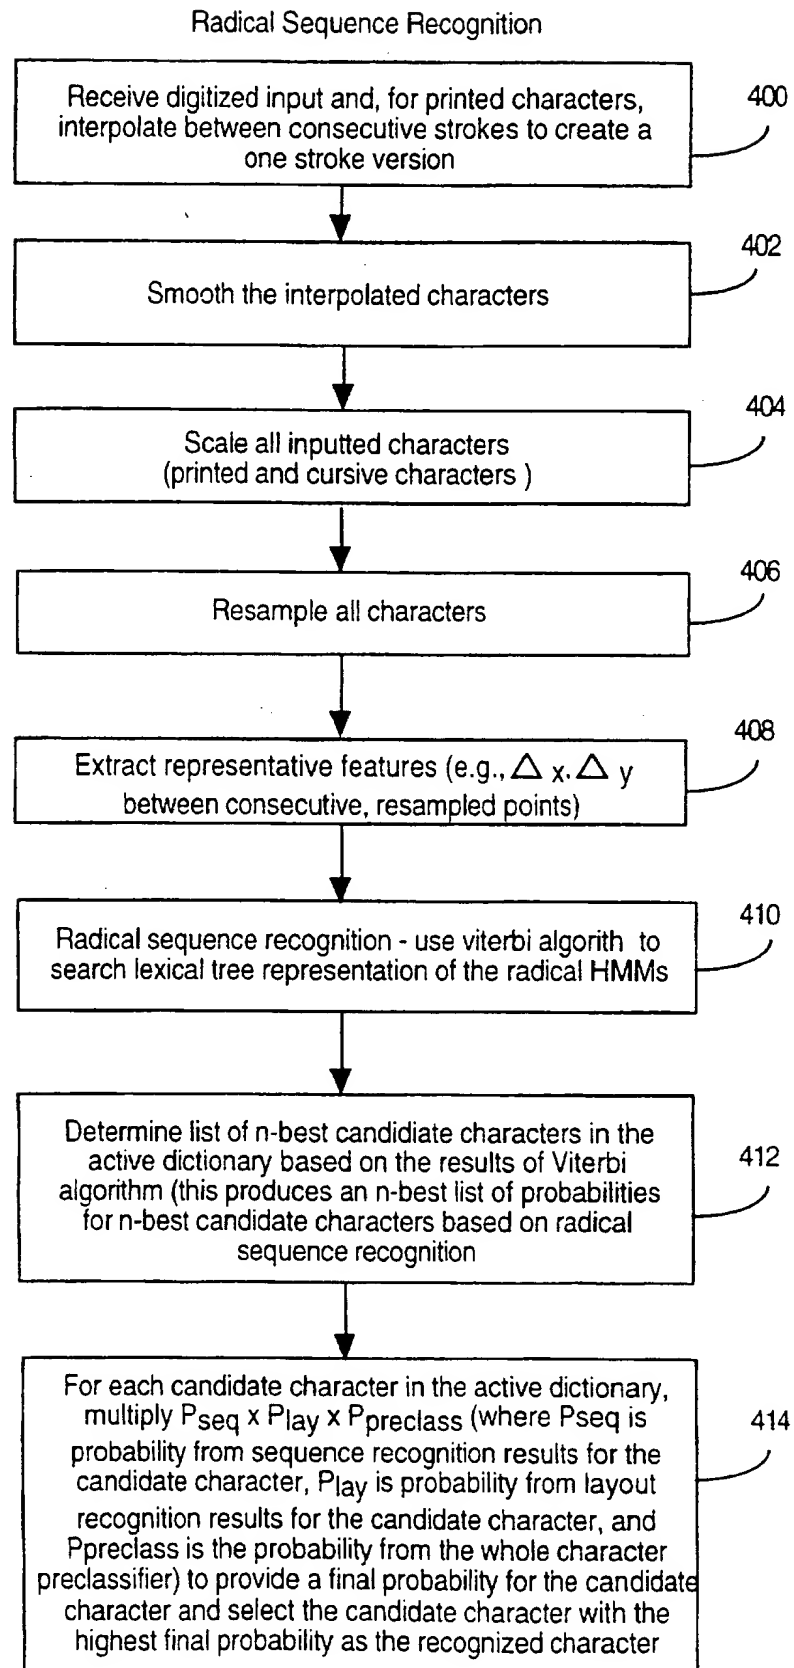 Radical Sequence Recognition
Receive digitized input and, for printed characters,
interpolate between consecutive strokes to create a
one stroke version
400
Smooth the interpolated characters
402
Scale all inputted characters
(printed and cursive characters )
404
Resample all characters
406
Extract representative features (e.g., Δ x. Δ y
between consecutive, resampled points)
408
Radical sequence recognition - use viterbi algorith to
search lexical tree representation of the radical HMMs
410
Determine list of n-best candidiate characters in the
active dictionary based on the results of Viterbi
algorithm (this produces an n-best list of probabilities
for n-best candidate characters based on radical
sequence recognition
412
For each candidate character in the active dictionary,
multiply Pseq x Play x Ppreclass (where Pseq is
probability from sequence recognition results for the
candidate character, Play is probability from layout
recognition results for the candidate character, and
Ppreclass is the probability from the whole character
preclassifier) to provide a final probability for the candidate
character and select the candidate character with the
highest final probability as the recognized character
414